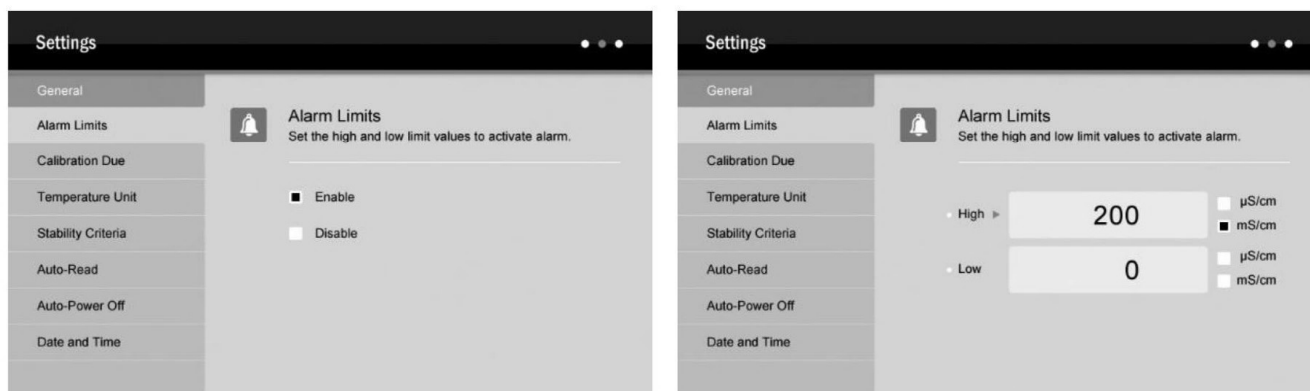 Settings
General
Alarm Limits
Calibration Due
Temperature Unit
Stability Criteria
Auto-Read
Auto-Power Off
Date and Time
Alarm Limits
Set the high and low limit values to activate alarm.
Enable
Disable
Settings
General
Alarm Limits
Calibration Due
Temperature Unit
Stability Criteria
Auto-Read
Auto-Power Off
Date and Time
Alarm Limits
Set the high and low limit values to activate alarm.
High 200 µS/cm
mS/cm
Low 0 µS/cm
mS/cm